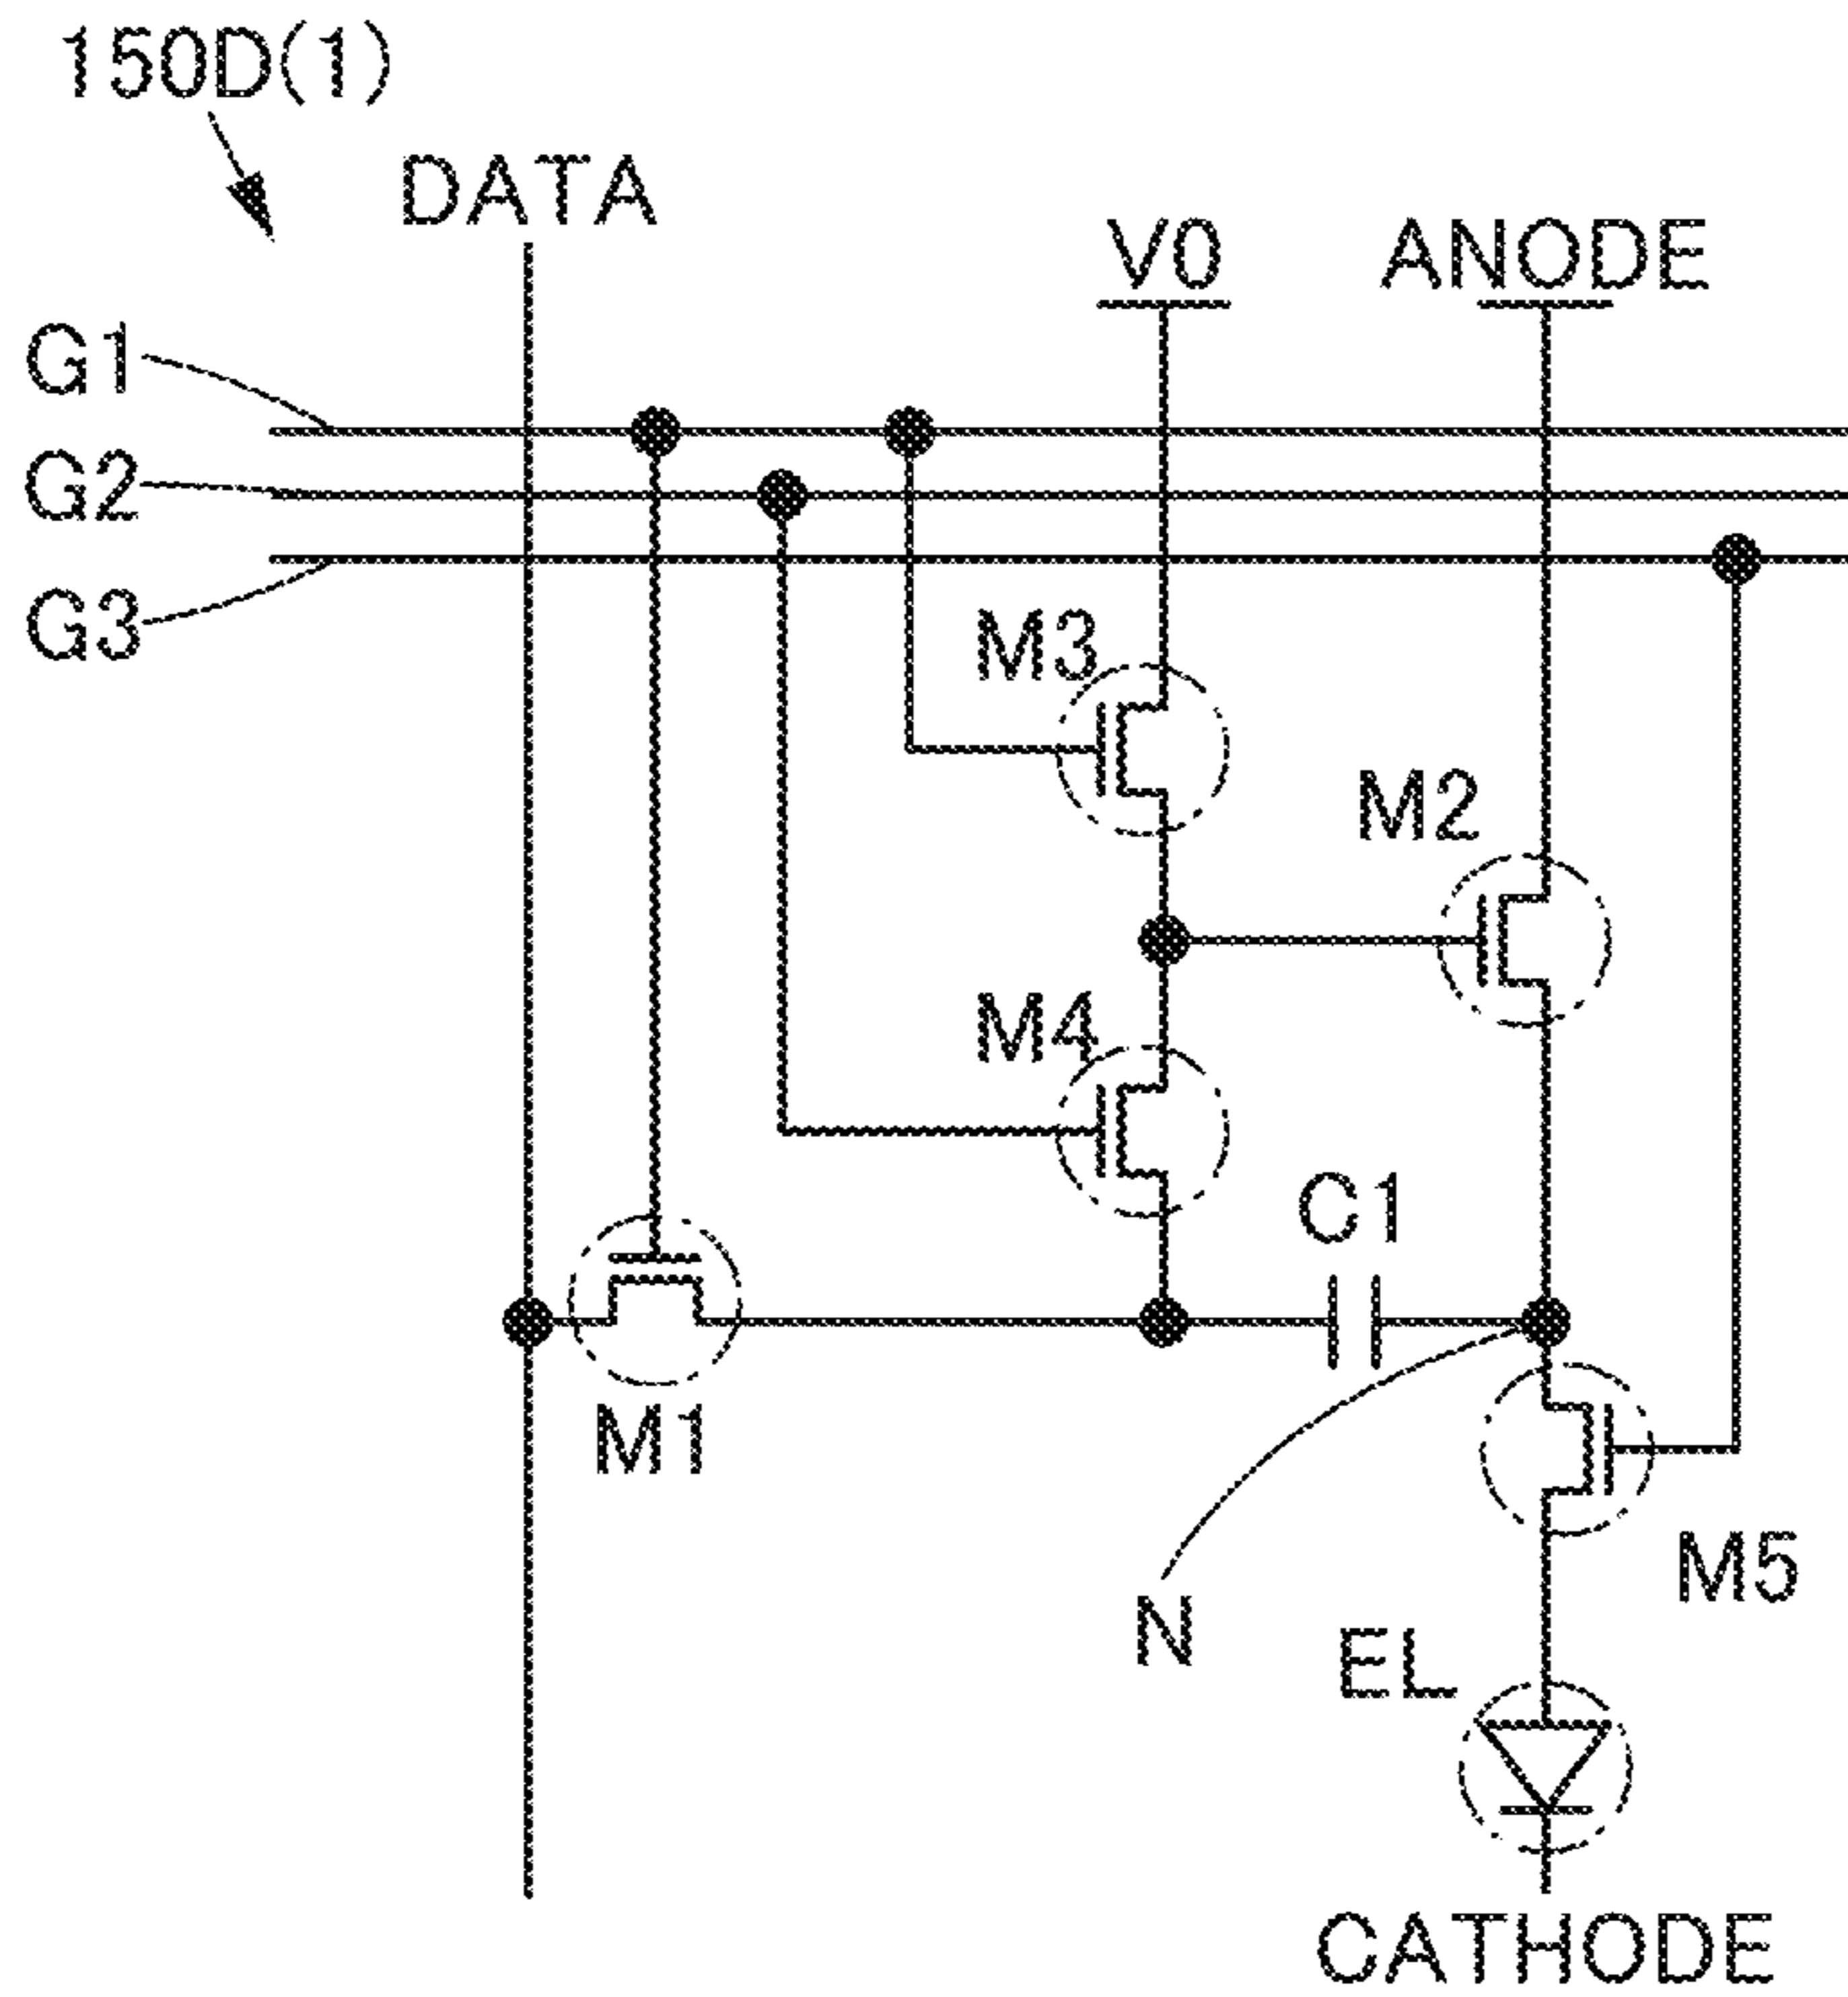 150D(1)
DATA
V0
ANODE
G1
G2
G3
M3
M2
M4
C1
M1
N
M5
EL
CATHODE